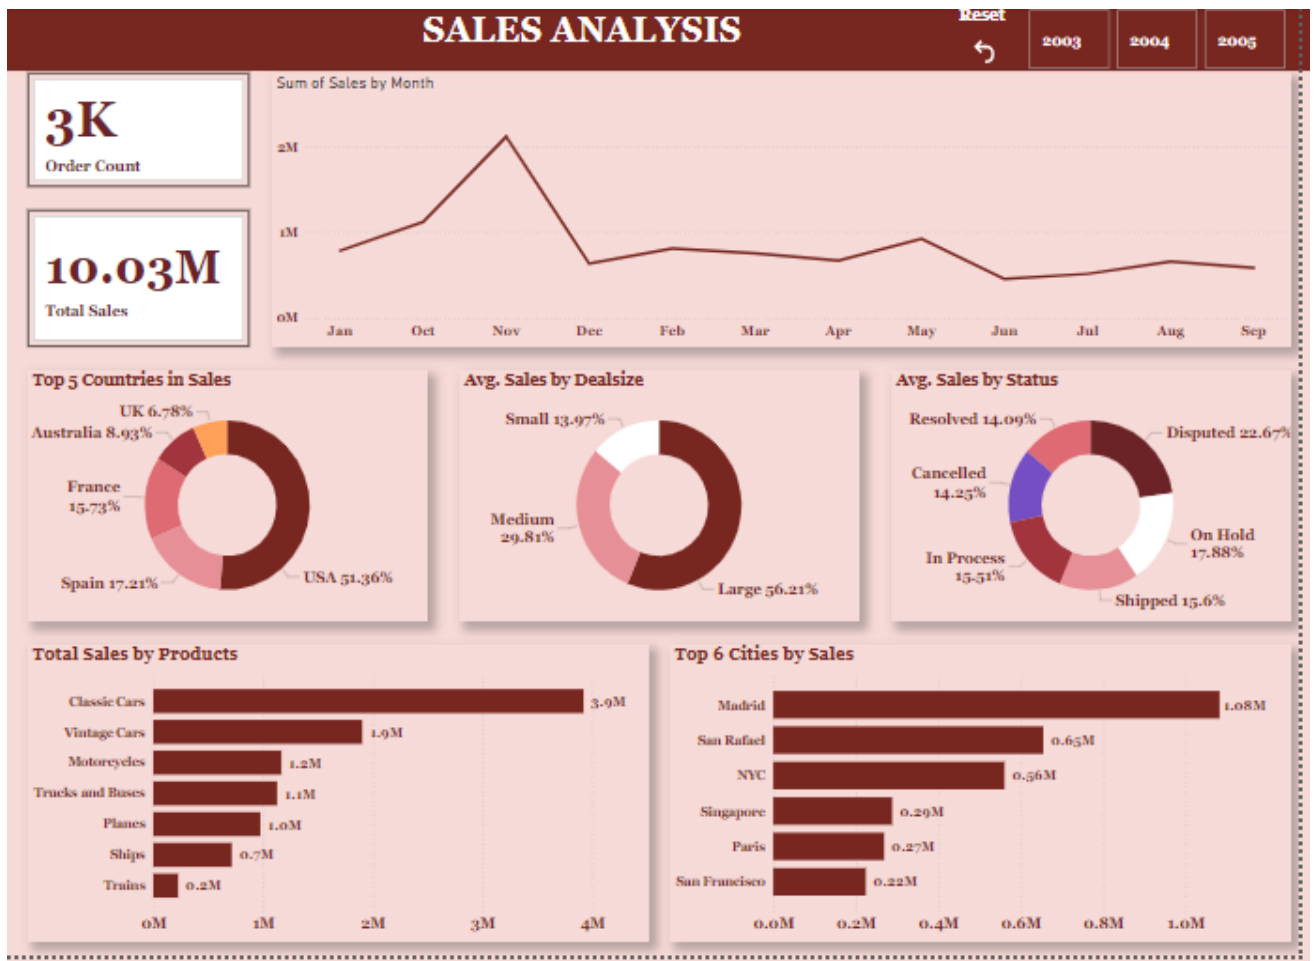 SALES ANALYSIS
Reset
2003
2004
2005
3K
Order Count
10.03M
Total Sales
Sum of Sales by Month
2M
1M
0M
Jan Oct Nov Dec Feb Mar Apr May Jun Jul Aug Sep
Top 5 Countries in Sales
UK 6.78%
Australia 8.93%
France
15.73%
Spain 17.21%
USA 51.36%
Avg. Sales by Dealsize
Small 13.97%
Medium
29.81%
Large 56.21%
Avg. Sales by Status
Resolved 14.09%
Disputed 22.67%
Cancelled
14.25%
On Hold
17.88%
In Process
15.51%
Shipped 15.6%
Total Sales by Products
Classic Cars 3.9M
Vintage Cars 1.9M
Motorcycles 1.2M
Trucks and Buses 1.1M
Planes 1.0M
Ships 0.7M
Trains 0.2M
0M 1M 2M 3M 4M
Top 6 Cities by Sales
Madrid 1.08M
San Rafael 0.65M
NYC 0.56M
Singapore 0.29M
Paris 0.27M
San Francisco 0.22M
0.0M 0.2M 0.4M 0.6M 0.8M 1.0M